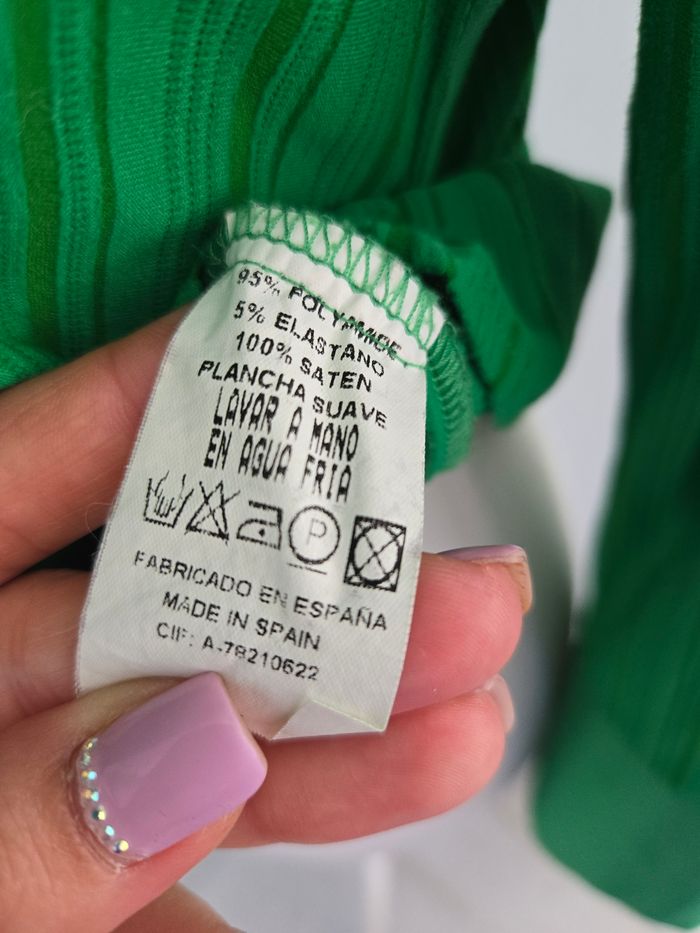 95% POLYAMIDE
5% ELASTANO
100% SATEN
PLANCHA SUAVE
LAVAR A MANO
EN AGUA FRIA
P
FABRICADO EN ESPAÑA
MADE IN SPAIN
CIF: A-78210622